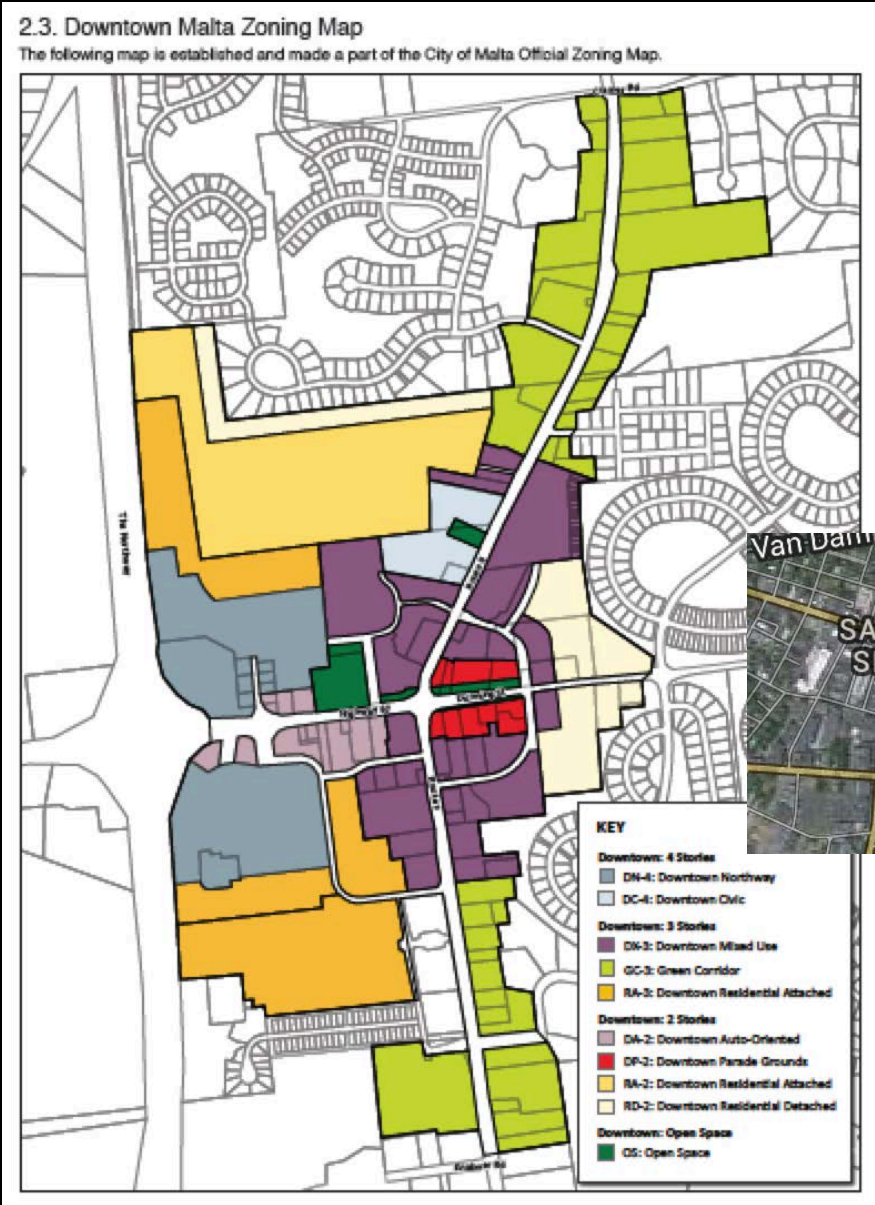 2.3. Downtown Malta Zoning Map
The following map is established and made a part of the City of Malta Official Zoning Map.
The Northway
Route 9
Van Dam
SA
S
KEY
Downtown: 4 Stories
DN-4: Downtown Northway
DC-4: Downtown Civic
Downtown: 3 Stories
DX-3: Downtown Mixed Use
GC-3: Green Corridor
RA-3: Downtown Residential Attached
Downtown: 2 Stories
DA-2: Downtown Auto-Oriented
DP-2: Downtown Parade Grounds
RA-2: Downtown Residential Attached
RD-2: Downtown Residential Detached
Downtown: Open Space
OS: Open Space